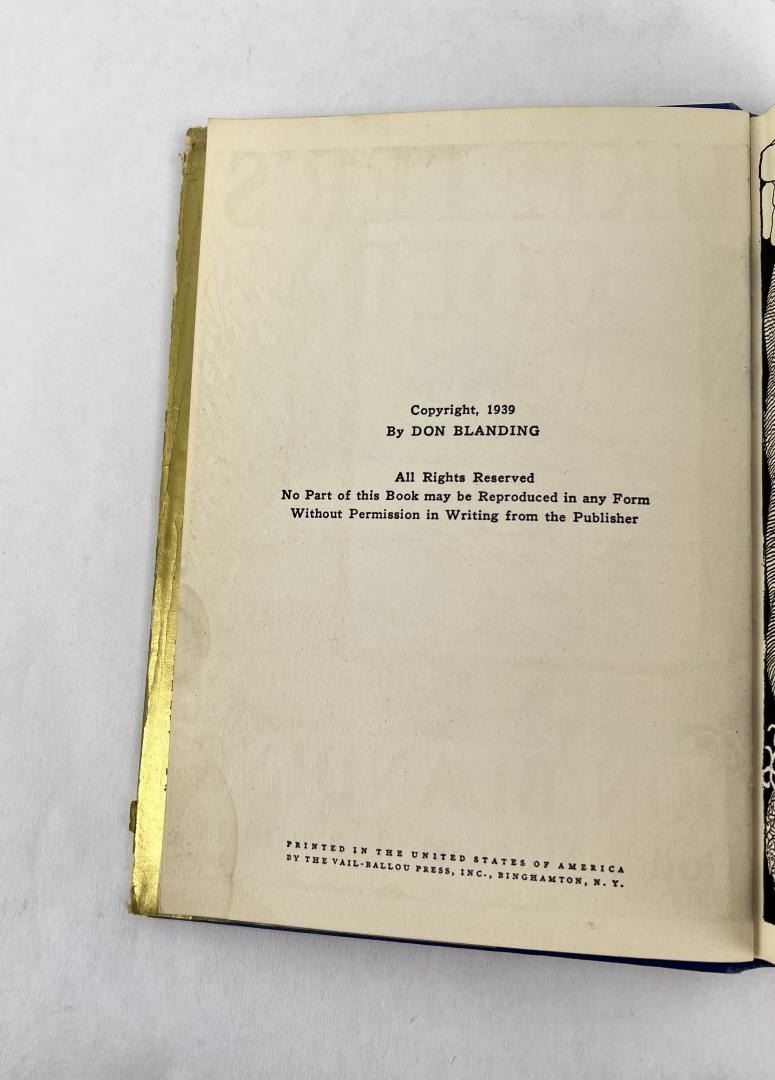 Copyright, 1939
By DON BLANDING
All Rights Reserved
No Part of this Book may be Reproduced in any Form
Without Permission in Writing from the Publisher
PRINTED IN THE UNITED STATES OF AMERICA
BY THE VAIL-BALLOU PRESS, INC., BINGHAMTON, N. Y.